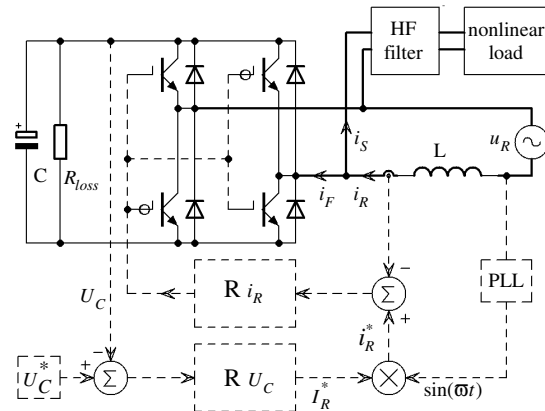 HF
filter
nonlinear
load
+
C
R_loss
i_S
u_R
L
i_F
i_R
U_C
R i_R
−
Σ
+
PLL
i_R^*
U_C^*
+
−
Σ
R U_C
I_R^*
×
sin(ϖt)